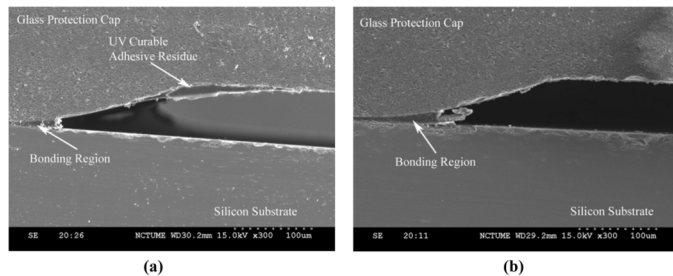 Glass Protection Cap
UV Curable
Adhesive Residue
Bonding Region
Silicon Substrate
SE 20:26 NCTUME WD30.2mm 15.0kV x300 100um
(a)
Glass Protection Cap
Bonding Region
Silicon Substrate
SE 20:11 NCTUME WD29.2mm 15.0kV x300 100um
(b)